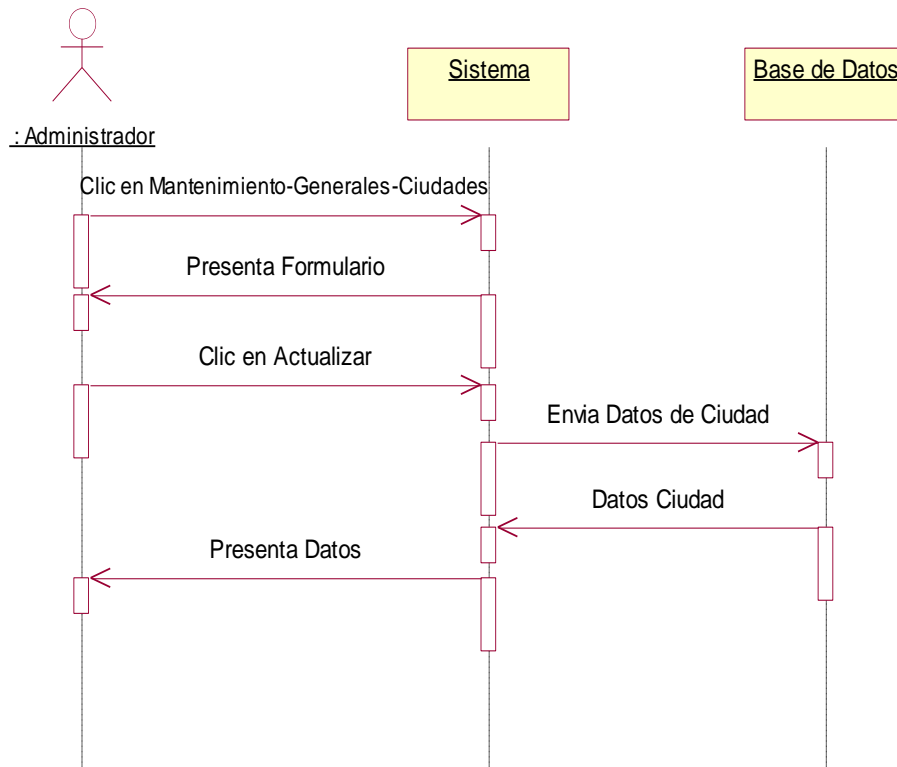 Sistema
Base de Datos
: Administrador
Clic en Mantenimiento-Generales-Ciudades
Presenta Formulario
Clic en Actualizar
Envia Datos de Ciudad
Datos Ciudad
Presenta Datos